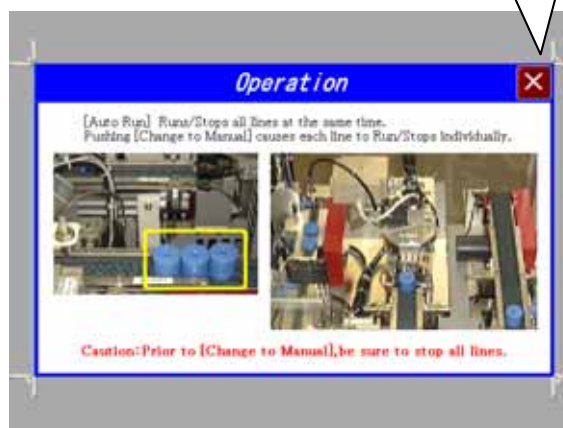 Operation
[Auto Run] Runs/Stops all lines at the same time.
Pushing [Change to Manual] causes each line to Run/Stops individually.
Caution:Prior to [Change to Manual],be sure to stop all lines.